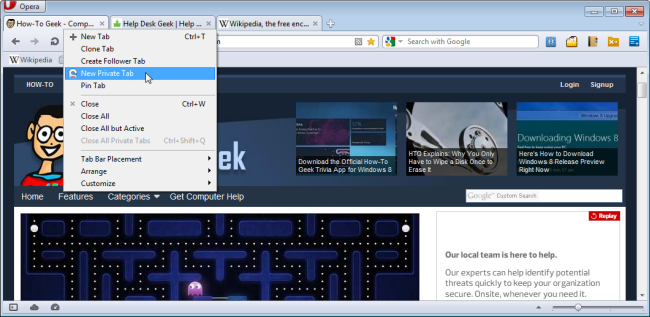 Opera
How-To Geek - Comp...
Help Desk Geek | Help ...
Wikipedia, the free enc...
Search with Google
Wikipedia
New Tab Ctrl+T
Clone Tab
Create Follower Tab
New Private Tab
Pin Tab
Close Ctrl+W
Close All
Close All but Active
Close All Private Tabs Ctrl+Shift+Q
Tab Bar Placement
Arrange
Customize
HOW-TO
Login Signup
eek
Download the Official How-To
Geek Trivia App for Windows 8
HTG Explains: Why You Only
Have to Wipe a Disk Once to
Erase it
Windows 8 Upgra
Downloading Windows 8
Here's How to Download
Windows 8 Release Preview
Right Now
Home Features Categories Get Computer Help
Google Custom Search
Replay
Our local team is here to help.
Our experts can help identify potential
threats quickly to keep your organization
secure. Onsite, whenever you need it.